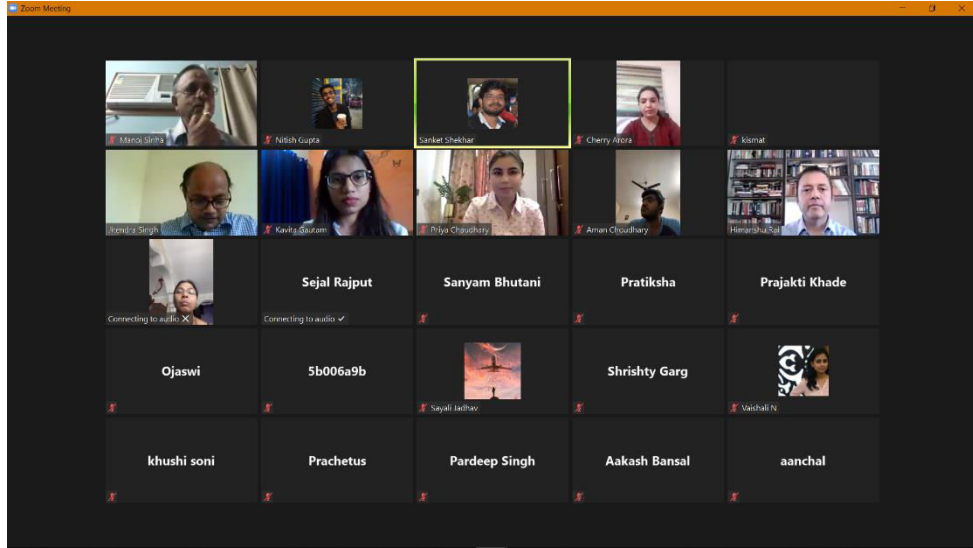 Zoom Meeting
Manoj Sinha
Nitish Gupta
Sanket Shekhar
Cherry Arora
kismat
Jitendra Singh
Kavita Gautam
Priya Chaudhary
Aman Choudhary
Himanshu Rai
Connecting to audio
Sejal Rajput
Connecting to audio ✓
Sanyam Bhutani
Pratiksha
Prajakti Khade
Ojaswi
5b006a9b
Sayali Jadhav
Shrishty Garg
Vaishali N
khushi soni
Prachetus
Pardeep Singh
Aakash Bansal
aanchal